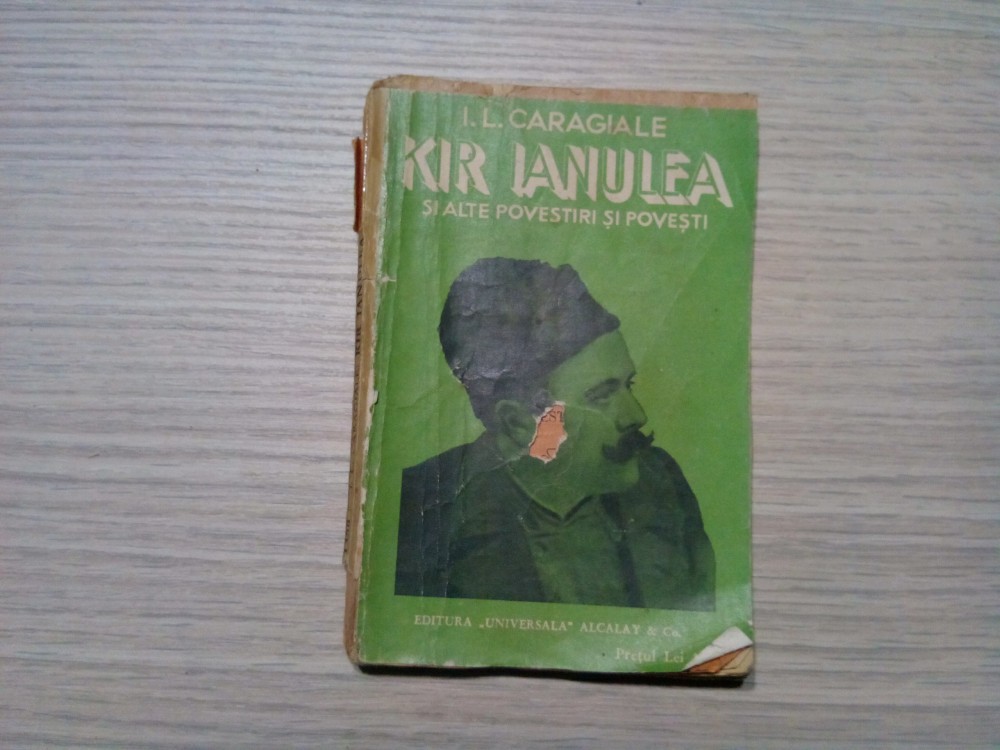 I. L. CARAGIALE
KIR IANULEA
ȘI ALTE POVESTIRI ȘI POVEȘTI
EDITURA „UNIVERSALA" ALCALAY & Co.
Prețul Lei